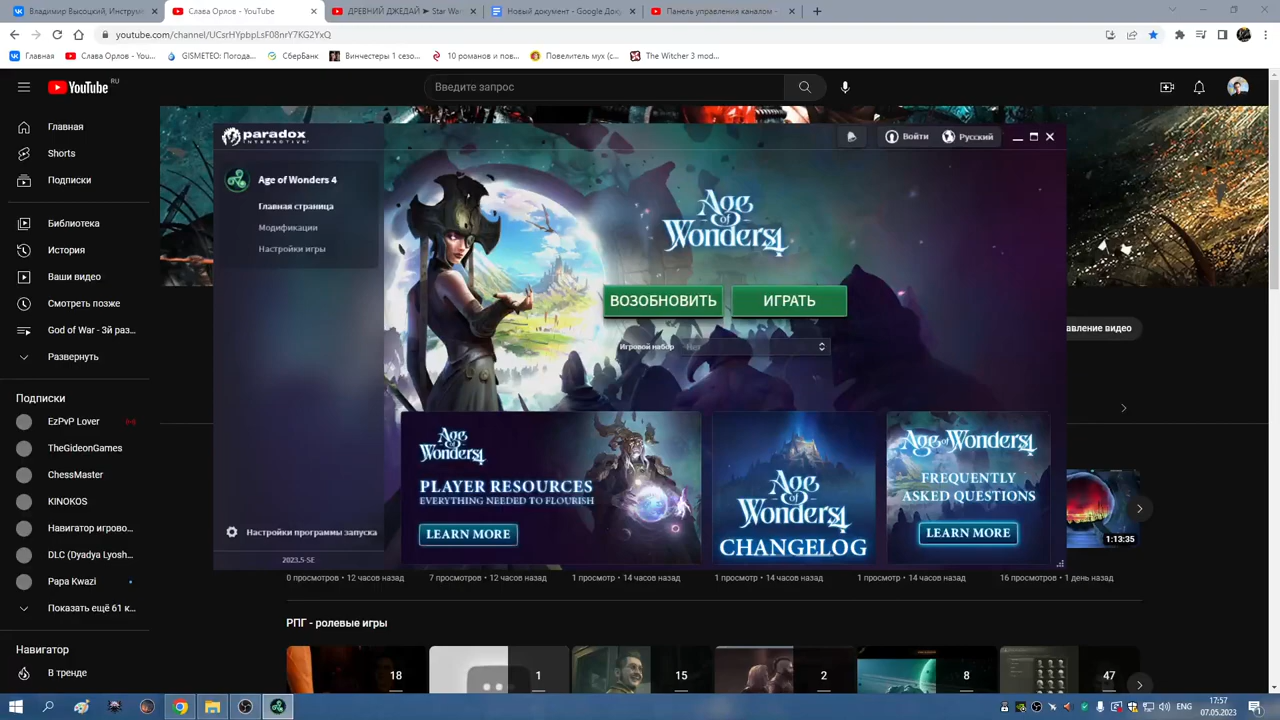 Владимир Высоцкий, Инструм
Слава Орлов - YouTube
ДРЕВНИЙ ДЖЕДАЙ ➤ Star War
Новый документ - Google Док
Панель управления каналом -
youtube.com/channel/UCsrHYpbpLsF08nrY7KG2YxQ
Главная
Слава Орлов - YouT...
GISMETEO: Погода...
СберБанк
Винчестеры 1 сезо...
10 романов и пов...
Повелитель мух (с...
The Witcher 3 mod...
YouTube RU
Введите запрос
Главная
Shorts
Подписки
Библиотека
История
Ваши видео
Смотреть позже
God of War - 3й раз...
Развернуть
Подписки
EzPvP Lover
TheGideonGames
ChessMaster
KINOKOS
Навигатор игрово...
DLC (Dyadya Lyosh...
Papa Kwazi
Показать ещё 61 к...
Навигатор
В тренде
paradox
INTERACTIVE
Войти
Русский
Age of Wonders 4
Главная страница
Модификации
Настройки игры
Настройки программы запуска
2023.5-SE
Age of Wonders 4
ВОЗОБНОВИТЬ
ИГРАТЬ
Игровой набор
-Нет
Age of Wonders 4
PLAYER RESOURCES
EVERYTHING NEEDED TO FLOURISH
LEARN MORE
Age of Wonders 4
CHANGELOG
Age of Wonders 4
FREQUENTLY
ASKED QUESTIONS
LEARN MORE
авление видео
1:13:35
0 просмотров • 12 часов назад
7 просмотров • 12 часов назад
1 просмотр • 14 часов назад
1 просмотр • 14 часов назад
1 просмотр • 14 часов назад
16 просмотров • 1 день назад
РПГ - ролевые игры
18
1
15
2
8
47
ENG
17:57
07.05.2023
1